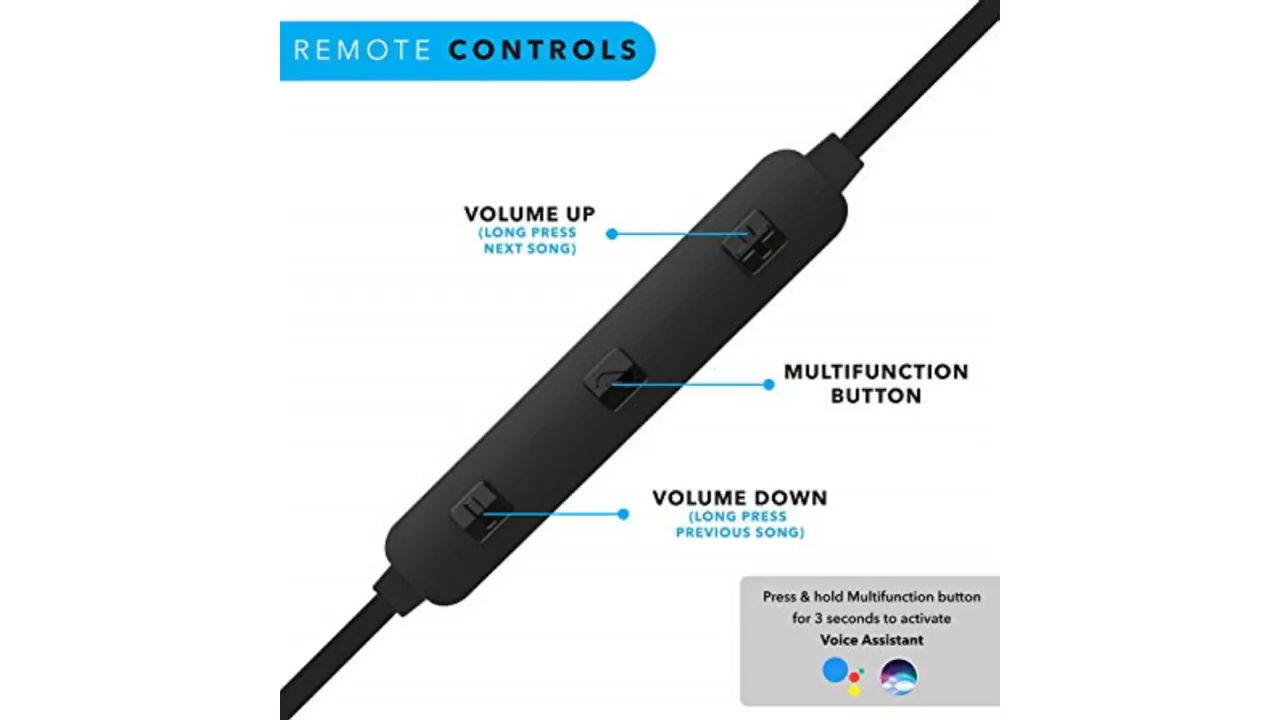 REMOTE CONTROLS
VOLUME UP
(LONG PRESS
NEXT SONG)
MULTIFUNCTION
BUTTON
VOLUME DOWN
(LONG PRESS
PREVIOUS SONG)
Press & hold Multifunction button
for 3 seconds to activate
Voice Assistant